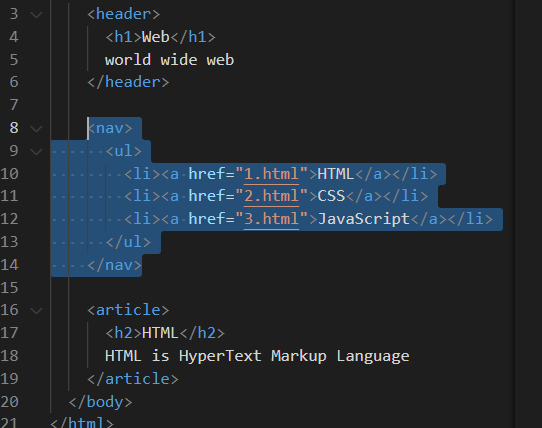 3 <header>
4 <h1>Web</h1>
5 world wide web
6 </header>
7
8 <nav>
9 <ul>
10 <li><a href="1.html">HTML</a></li>
11 <li><a href="2.html">CSS</a></li>
12 <li><a href="3.html">JavaScript</a></li>
13 </ul>
14 </nav>
15
16 <article>
17 <h2>HTML</h2>
18 HTML is HyperText Markup Language
19 </article>
20 </body>
21 </html>